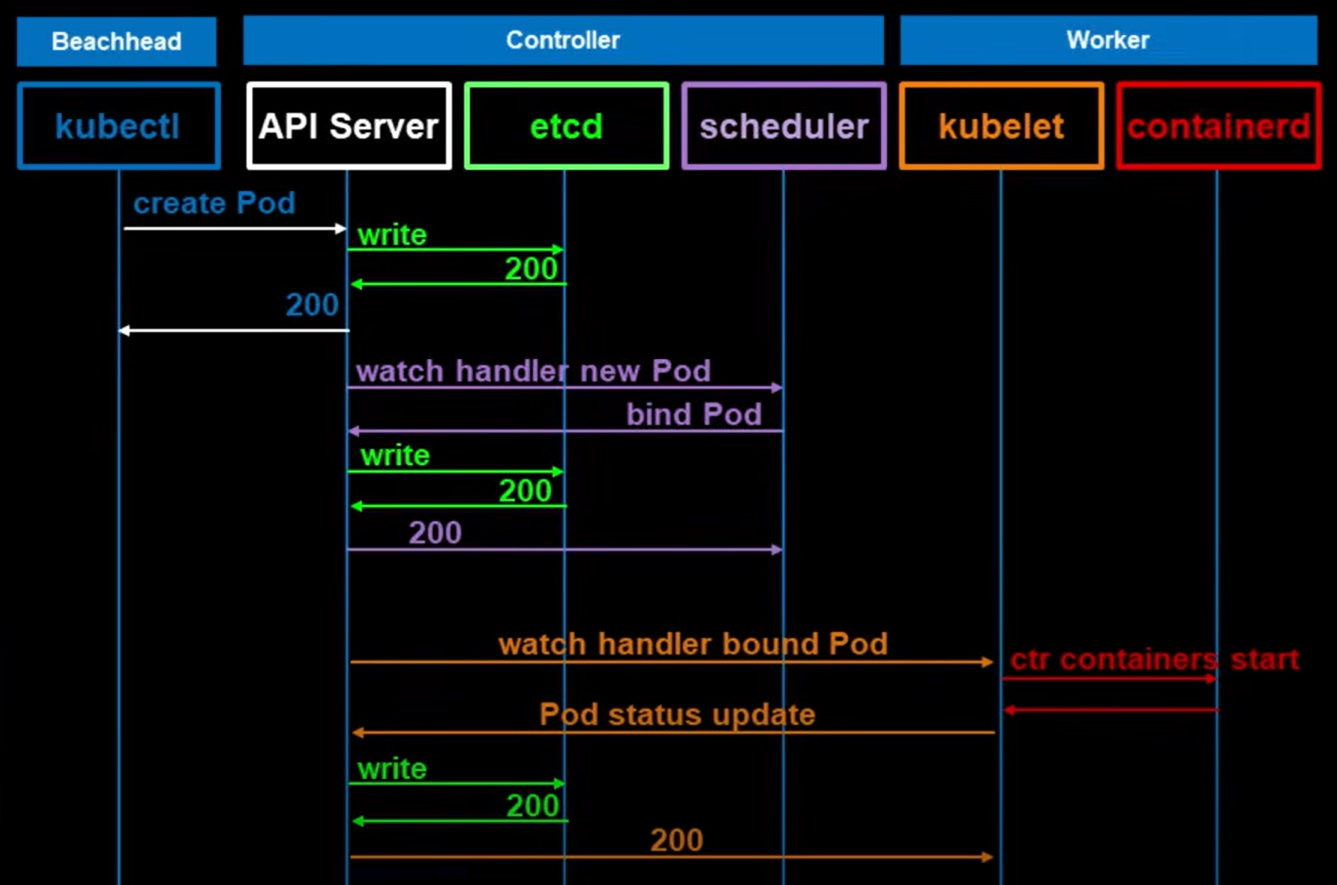 Beachhead
Controller
Worker
kubectl
API Server
etcd
scheduler
kubelet
containerd
create Pod
write
200
200
watch handler new Pod
bind Pod
write
200
200
watch handler bound Pod
ctr containers start
Pod status update
write
200
200